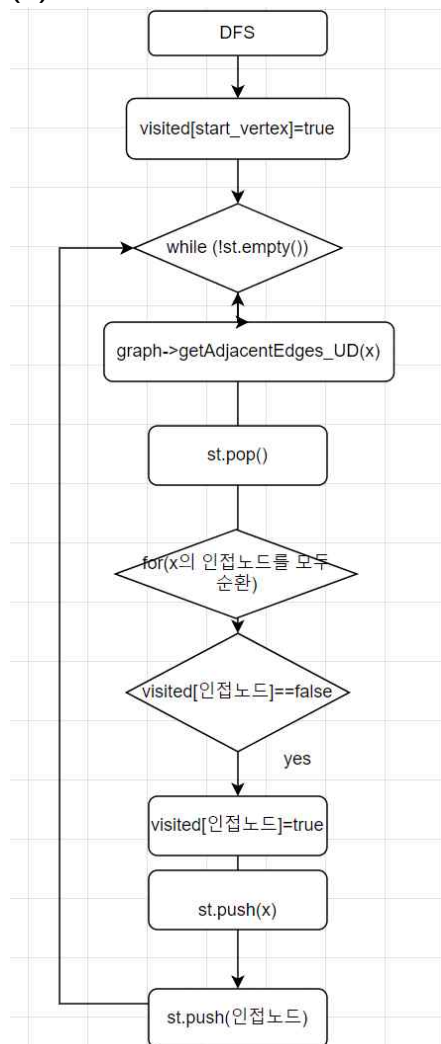 DFS
visited[start_vertex]=true
while (!st.empty())
graph->getAdjacentEdges_UD(x)
st.pop()
for(x의 인접노드를 모두
순환)
visited[인접노드]==false
yes
visited[인접노드]=true
st.push(x)
st.push(인접노드)